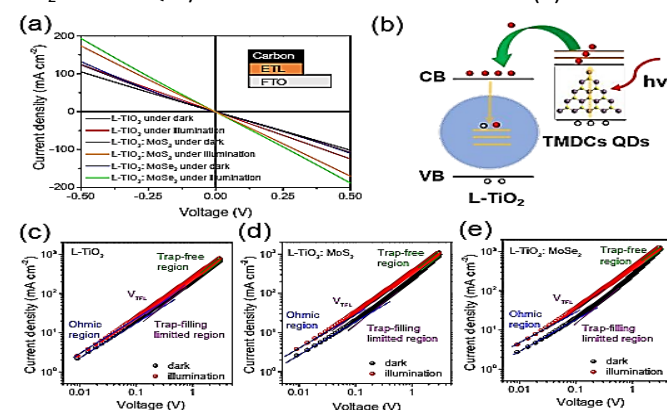 (a)
200
150
100
0
100
200
-0.50
-0.25
0.00
0.25
0.50
Current density (mA cm⁻²)
Voltage (V)
Carbon
ETL
FTO
L-TiO₂ under dark
L-TiO₂ under illumination
L-TiO₂: MoS₂ under dark
L-TiO₂: MoS₂ under illumination
L-TiO₂: MoSe₂ under dark
L-TiO₂: MoSe₂ under illumination
(b)
CB
hν
TMDCs QDs
VB
L-TiO₂
(c)
L-TiO₂
Trap-free
region
V_TFL
Ohmic
region
Trap-filling
limitted region
dark
illumination
10³
10²
10¹
10⁰
0.01
0.1
1
Current density (mA cm⁻²)
Voltage (V)
(d)
L-TiO₂: MoS₂
Trap-free
region
V_TFL
Ohmic
region
Trap-filling
limitted region
dark
illumination
10³
10²
10¹
10⁰
0.01
0.1
1
Current density (mA cm⁻²)
Voltage (V)
(e)
L-TiO₂: MoSe₂
Trap-free
region
V_TFL
Ohmic
region
Trap-filling
limitted region
dark
illumination
10³
10²
10¹
10⁰
0.01
0.1
1
Current density (mA cm⁻²)
Voltage (V)